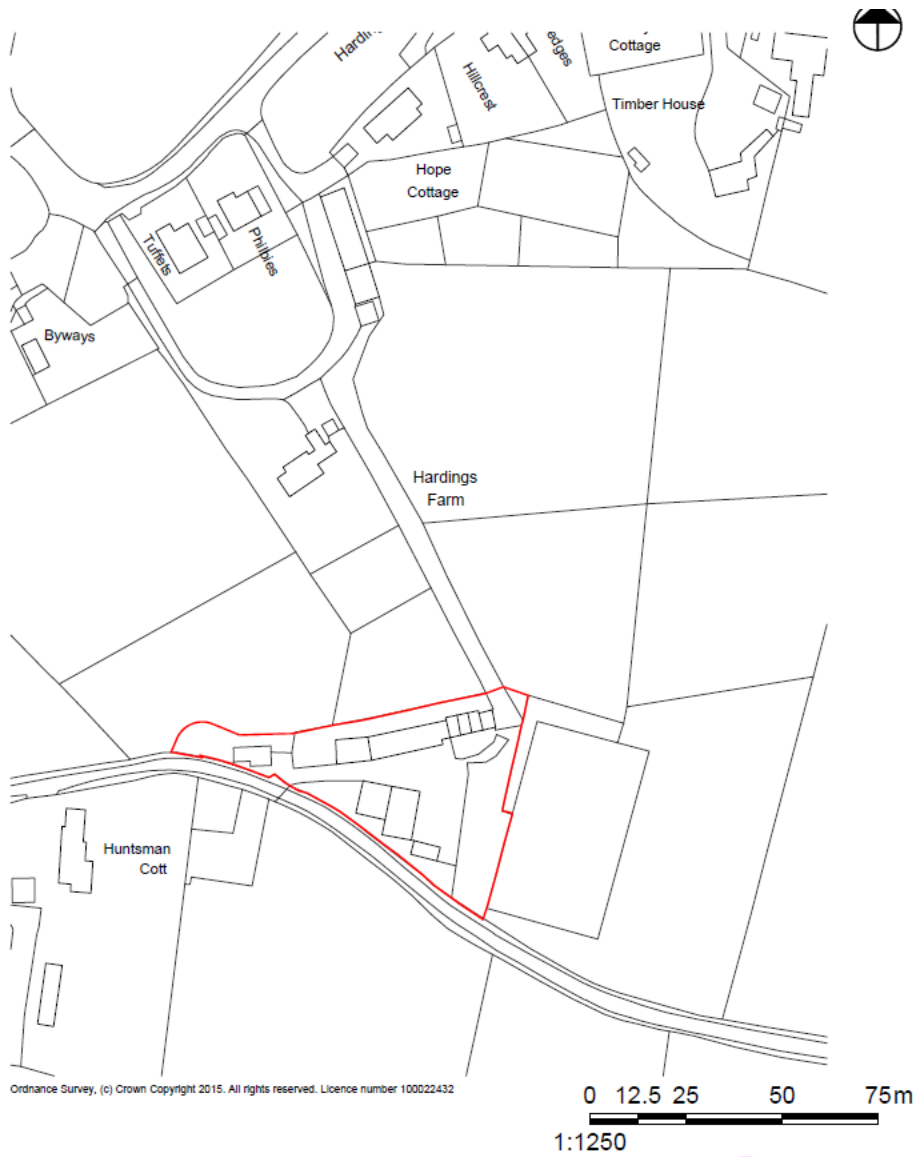 Cottage
Hillcrest
Timber House
Hope
Cottage
Tuffets
Philbies
Byways
Hardings
Farm
Huntsman
Cott
Ordnance Survey, (c) Crown Copyright 2015. All rights reserved. Licence number 100022432
0 12.5 25 50 75m
1:1250